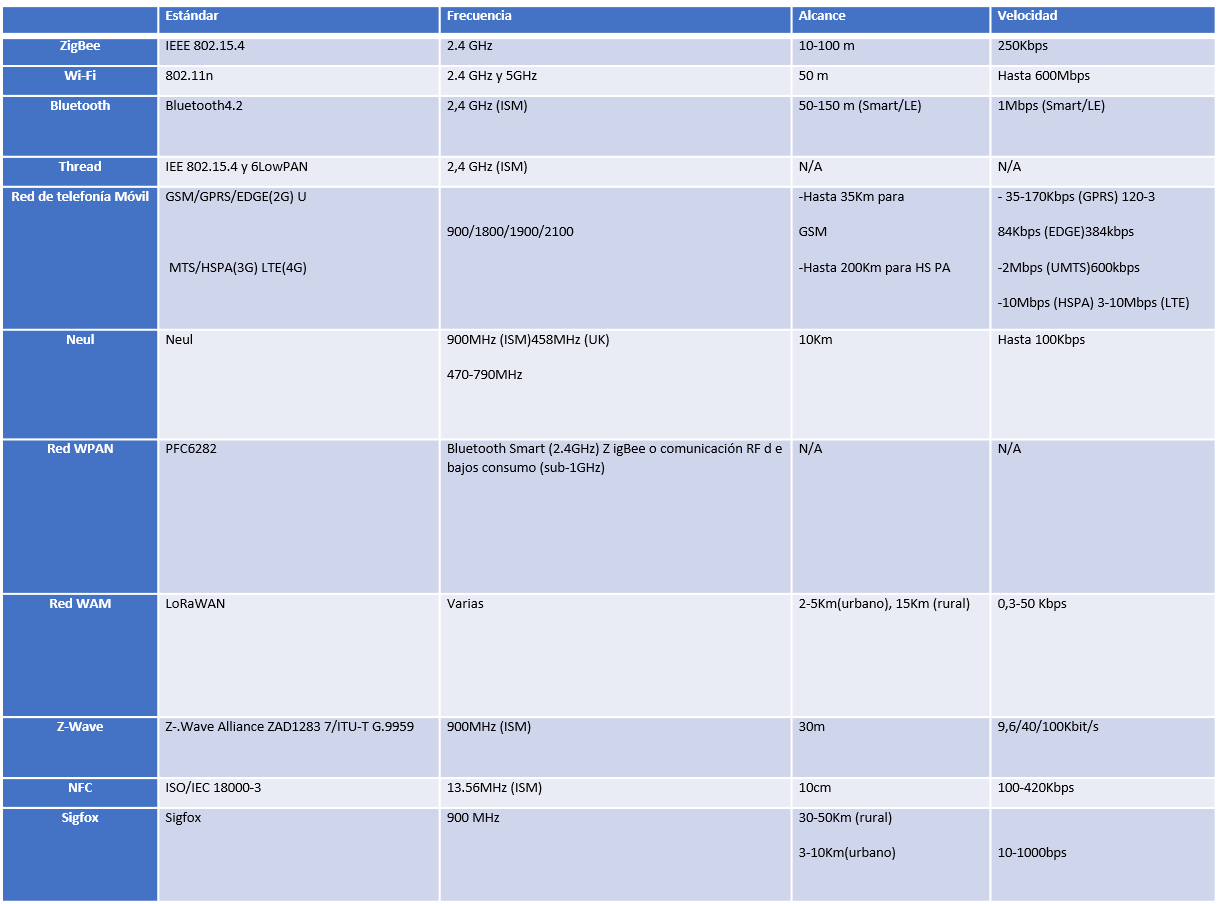 Estándar Frecuencia Alcance Velocidad
ZigBee IEEE 802.15.4 2.4 GHz 10-100 m 250Kbps
Wi-Fi 802.11n 2.4 GHz y 5GHz 50 m Hasta 600Mbps
Bluetooth Bluetooth4.2 2,4 GHz (ISM) 50-150 m (Smart/LE) 1Mbps (Smart/LE)
Thread IEE 802.15.4 y 6LowPAN 2,4 GHz (ISM) N/A N/A
Red de telefonía Móvil GSM/GPRS/EDGE(2G) U -Hasta 35Km para - 35-170Kbps (GPRS) 120-3
900/1800/1900/2100 GSM 84Kbps (EDGE)384kbps
MTS/HSPA(3G) LTE(4G) -Hasta 200Km para HS PA -2Mbps (UMTS)600kbps
-10Mbps (HSPA) 3-10Mbps (LTE)
Neul Neul 900MHz (ISM)458MHz (UK) 10Km Hasta 100Kbps
470-790MHz
Red WPAN PFC6282 Bluetooth Smart (2.4GHz) Z igBee o comunicación RF d e N/A N/A
bajos consumo (sub-1GHz)
Red WAM LoRaWAN Varias 2-5Km(urbano), 15Km (rural) 0,3-50 Kbps
Z-Wave Z-.Wave Alliance ZAD1283 7/ITU-T G.9959 900MHz (ISM) 30m 9,6/40/100Kbit/s
NFC ISO/IEC 18000-3 13.56MHz (ISM) 10cm 100-420Kbps
Sigfox Sigfox 900 MHz 30-50Km (rural)
3-10Km(urbano) 10-1000bps